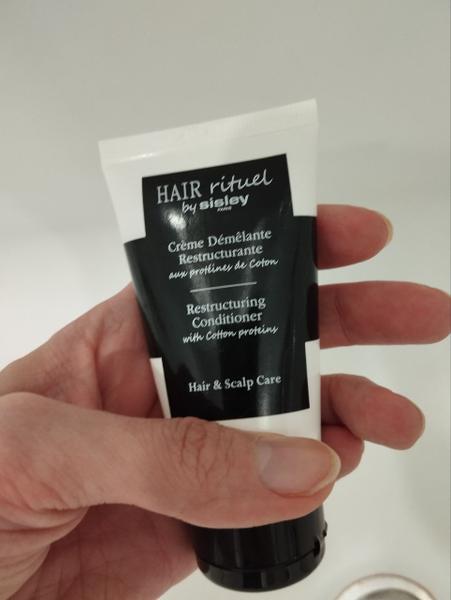 HAIR rituel
by sisley
PARIS
Crème Démêlante
Restructurante
aux protéines de Coton
Restructuring
Conditioner
with Cotton proteins
Hair & Scalp Care